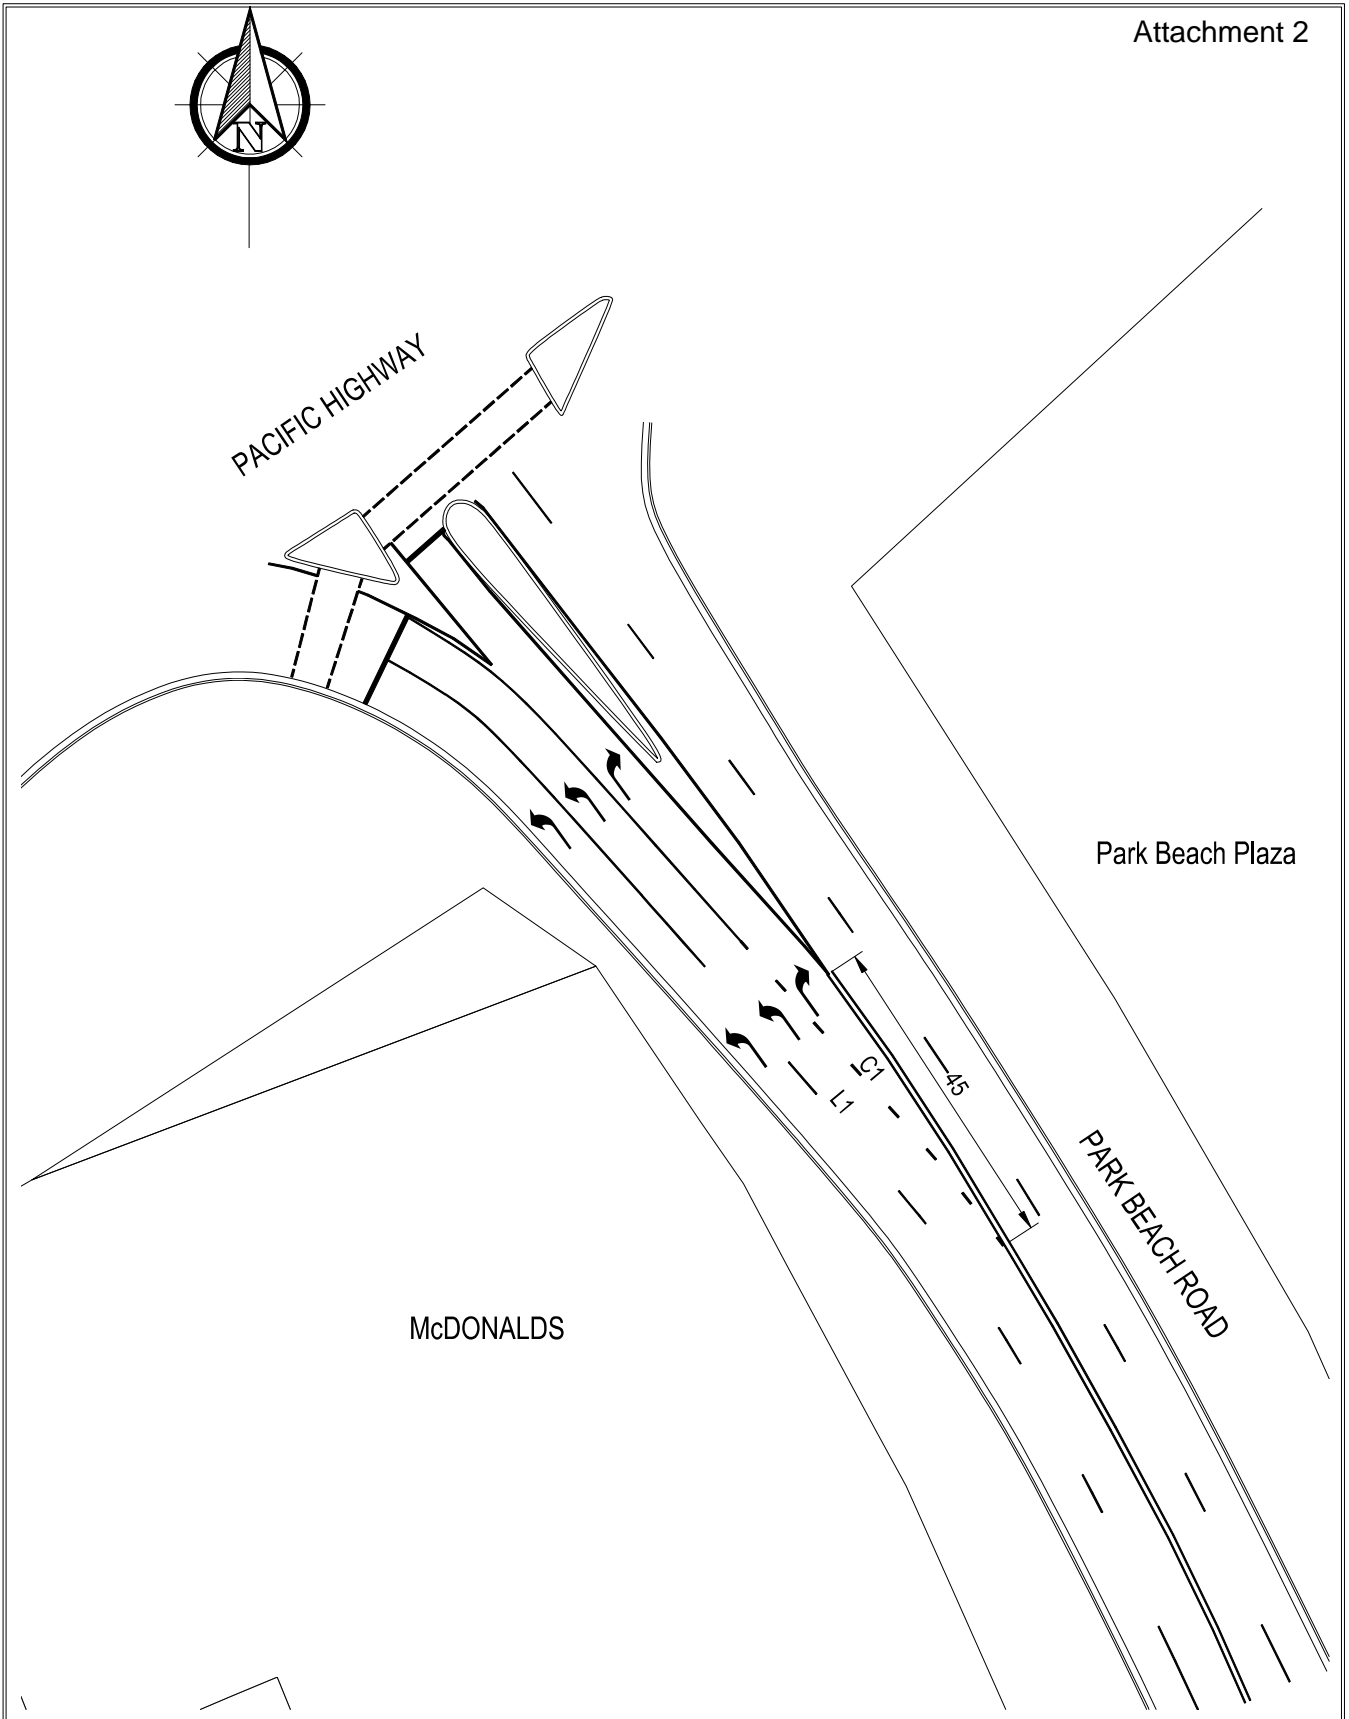 Attachment 2
N
PACIFIC HIGHWAY
Park Beach Plaza
C1
45
L1
PARK BEACH ROAD
McDONALDS